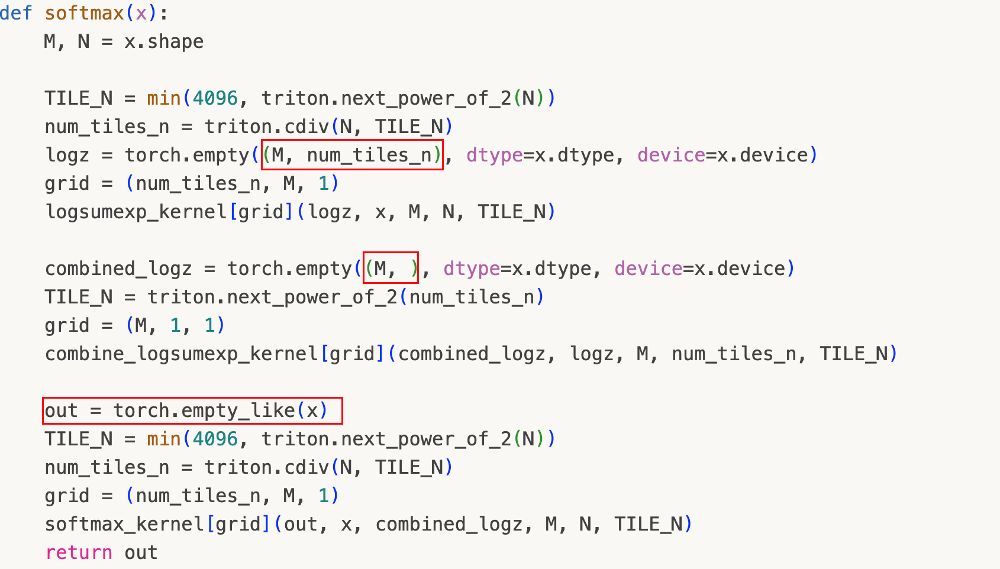 def softmax(x):
    M, N = x.shape

    TILE_N = min(4096, triton.next_power_of_2(N))
    num_tiles_n = triton.cdiv(N, TILE_N)
    logz = torch.empty((M, num_tiles_n), dtype=x.dtype, device=x.device)
    grid = (num_tiles_n, M, 1)
    logsumexp_kernel[grid](logz, x, M, N, TILE_N)

    combined_logz = torch.empty((M, ), dtype=x.dtype, device=x.device)
    TILE_N = triton.next_power_of_2(num_tiles_n)
    grid = (M, 1, 1)
    combine_logsumexp_kernel[grid](combined_logz, logz, M, num_tiles_n, TILE_N)

    out = torch.empty_like(x)
    TILE_N = min(4096, triton.next_power_of_2(N))
    num_tiles_n = triton.cdiv(N, TILE_N)
    grid = (num_tiles_n, M, 1)
    softmax_kernel[grid](out, x, combined_logz, M, N, TILE_N)
    return out